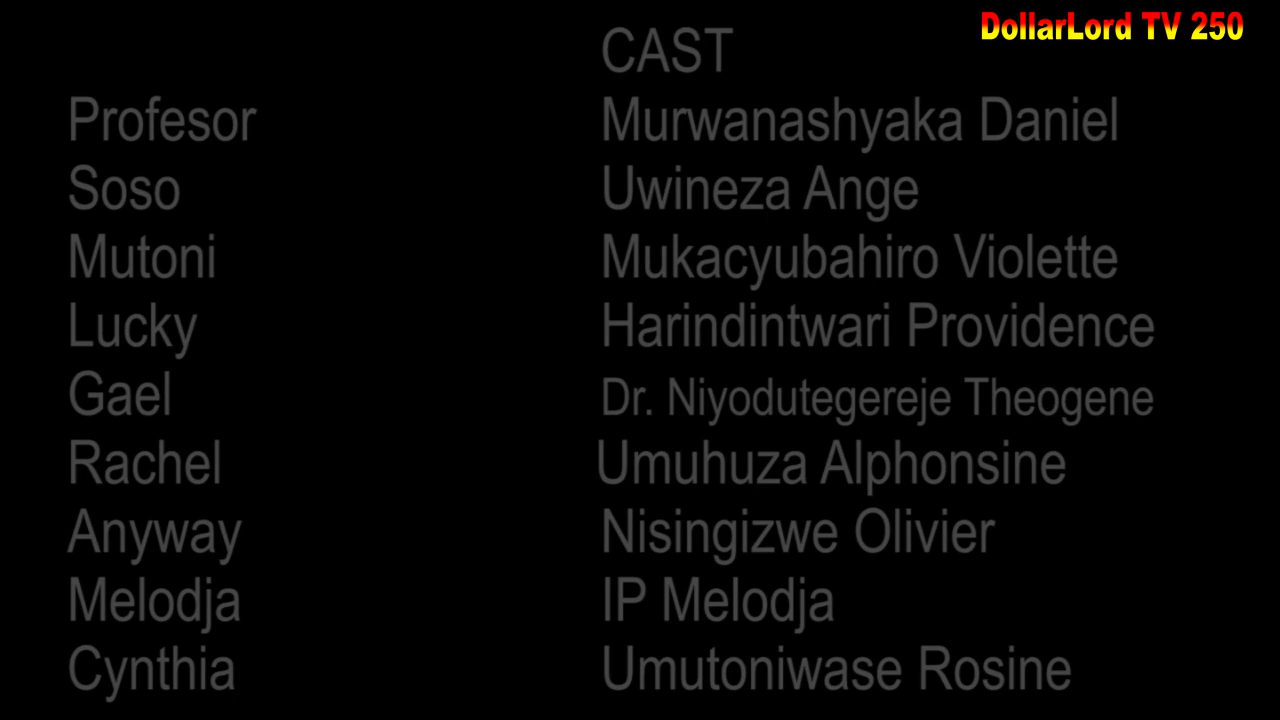 DollarLord TV 250
CAST
Profesor Murwanashyaka Daniel
Soso Uwineza Ange
Mutoni Mukacyubahiro Violette
Lucky Harindintwari Providence
Gael Dr. Niyodutegereje Theogene
Rachel Umuhuza Alphonsine
Anyway Nisingizwe Olivier
Melodja IP Melodja
Cynthia Umutoniwase Rosine